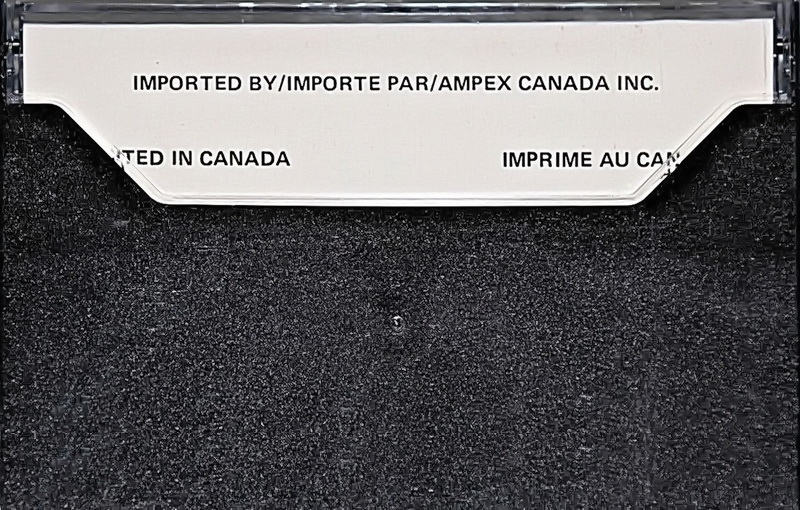 IMPORTED BY/IMPORTE PAR/AMPEX CANADA INC.
TED IN CANADA IMPRIME AU CAN